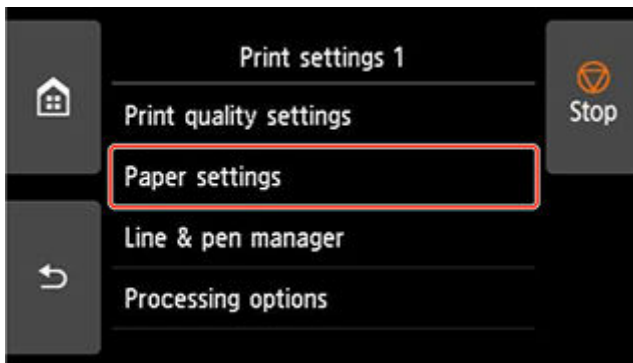 Print settings 1
Print quality settings
Stop
Paper settings
Line & pen manager
Processing options